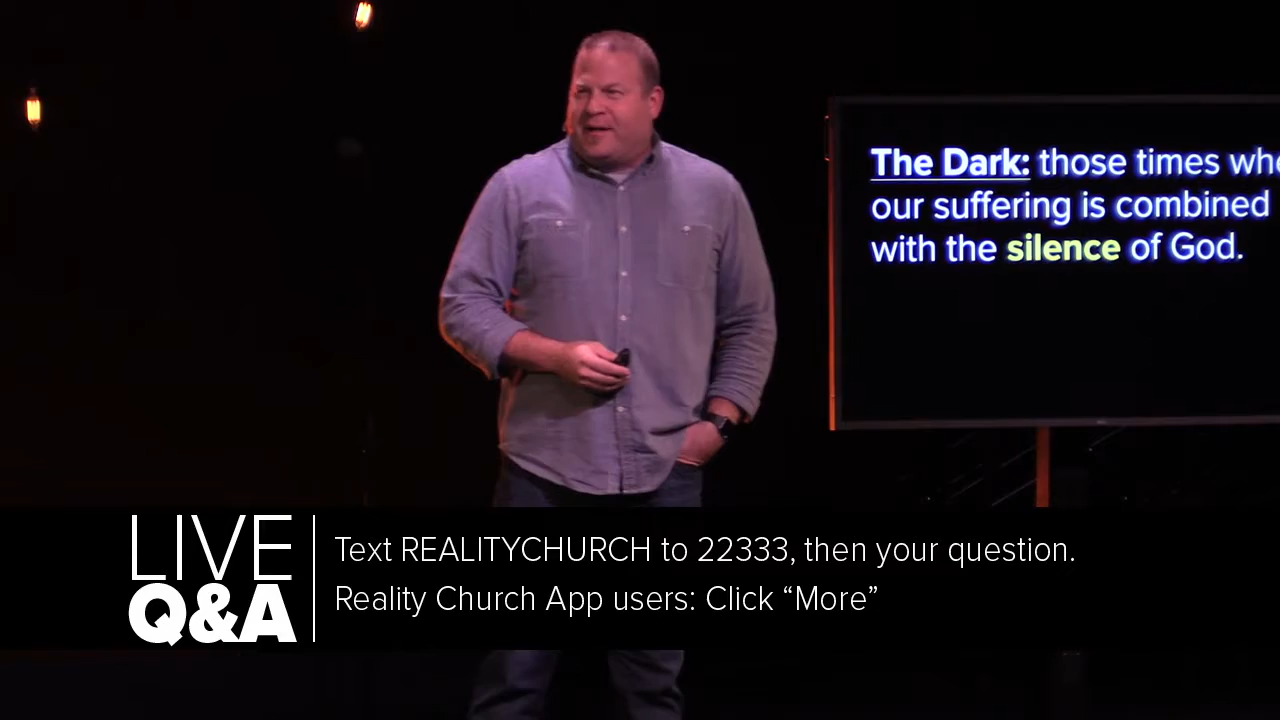 The Dark: those times
our suffering is combined
with the silence of God.
LIVE
Q&A
Text REALITYCHURCH to 22333, then your question.
Reality Church App users: Click “More”